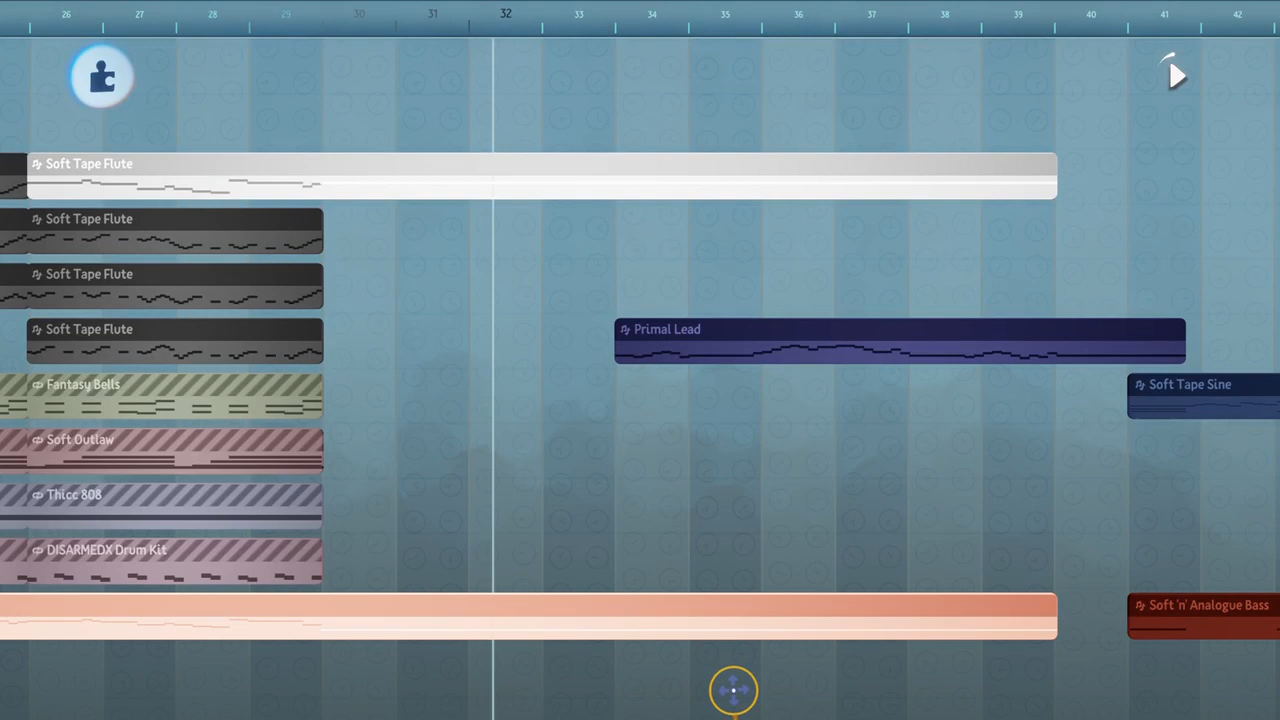 26 27 28 29 30 31 32 33 34 35 36 37 38 39 40 41 42
Soft Tape Flute
Soft Tape Flute
Soft Tape Flute
Soft Tape Flute
Primal Lead
Fantasy Bells
Soft Tape Sine
Soft Outlaw
Thicc 808
DISARMEDX Drum Kit
Soft 'n' Analogue Bass